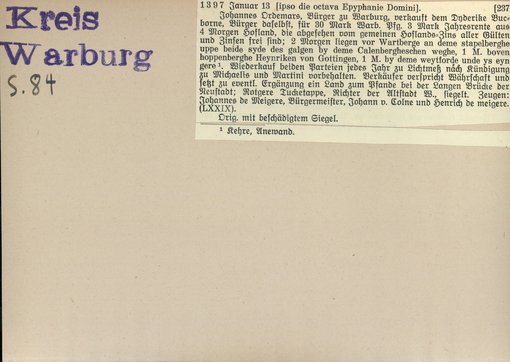 Kreis
Warburg
S. 84
1397 Januar 13 [ipso die octava Epyphanie Domini]. [237
Johannes Ordemars, Bürger zu Warburg, verkauft dem Dyderike Buc-
borne, Bürger daselbst, für 30 Mark Warb. Pfg. 3 Mark Jahresrente aus
4 Morgen Hofland, die abgesehen vom gemeinen Hoflands-Zins aller Gülten
und Zinsen frei sind; 2 Morgen liegen vor Wartberge an deme stapelberghe
uppe beide syde des galgen by deme Calenbergheschen weghe, 1 M. boven
hoppenberghe Heynriken von Gottingen, 1 M. by deme weytforde unde vs eyn
gere¹. Wiederkauf beiden Parteien jedes Jahr zu Lichtmeß nach Kündigung
zu Michaelis und Martini vorbehalten. Verkäufer verspricht Währschaft und
setzt zu eventl. Ergänzung ein Land zum Pfande bei der Langen Brücke der
Neustadt; Rotgere Tucketappe, Richter der Altstadt W., siegelt. Zeugen:
Johannes de Meigere, Bürgermeister, Johann v. Colne und Henrich de meigere.
(LXXIX).
Orig. mit beschädigtem Siegel.
¹ Kehre, Anewand.